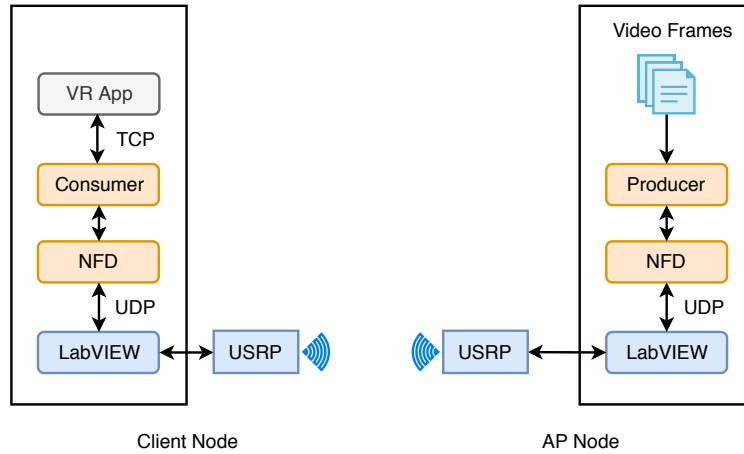 VR App
TCP
Consumer
NFD
UDP
LabVIEW
USRP
Client Node
Video Frames
Producer
NFD
UDP
USRP
LabVIEW
AP Node